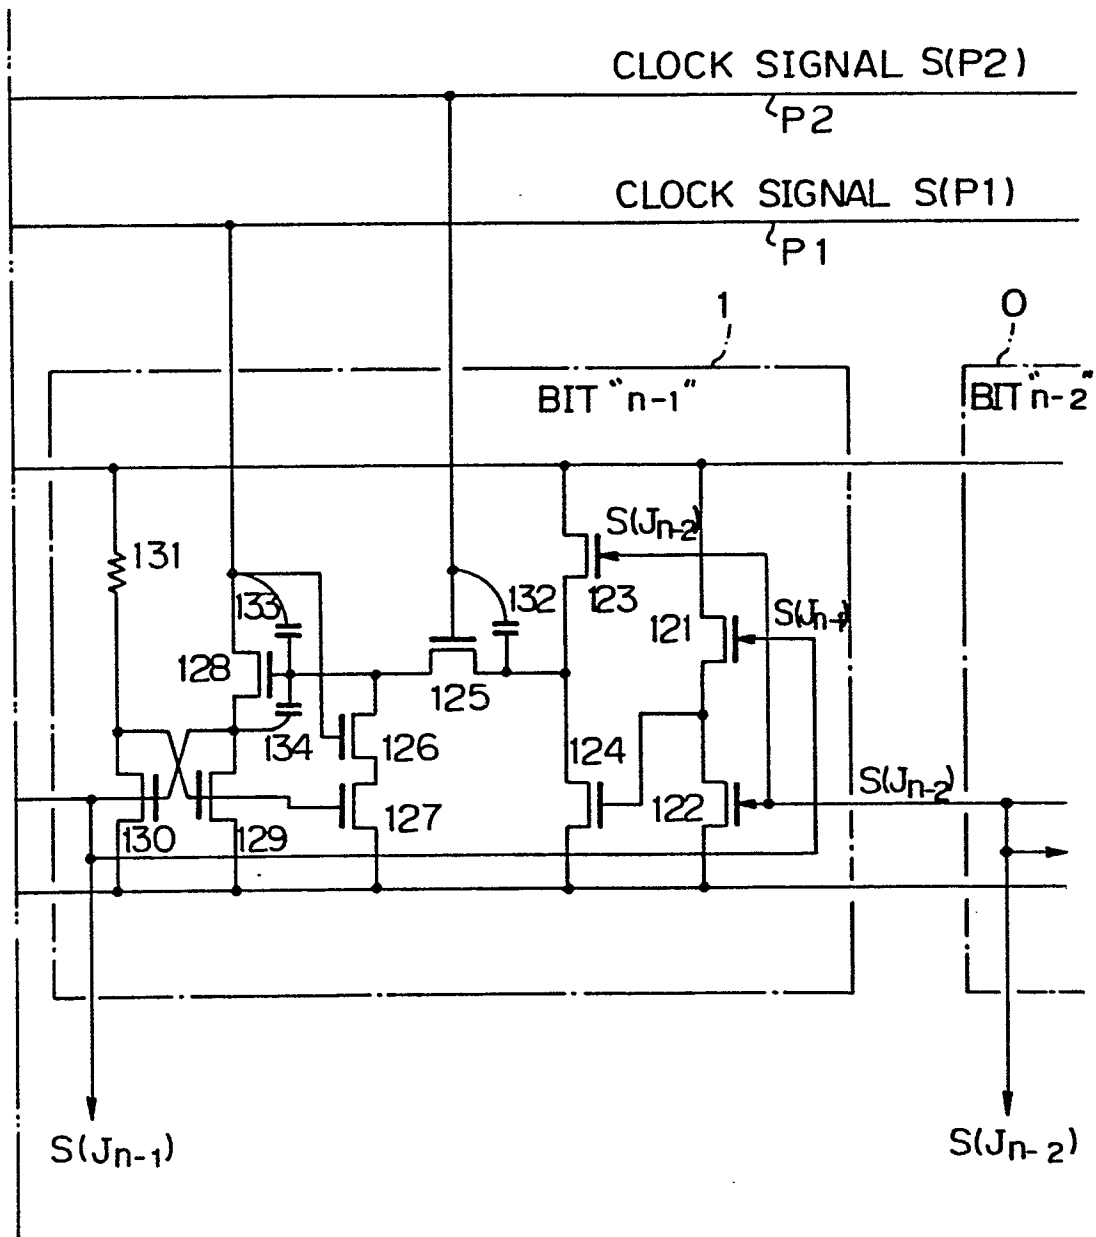 CLOCK SIGNAL S(P2)
P2
CLOCK SIGNAL S(P1)
P1
1
0
BIT "n-1"
BIT "n-2"
S(Jn-2)
131
133
132
123
S(Jn-1)
121
128
125
134
126
124
S(Jn-2)
122
127
130
129
S(Jn-1)
S(Jn-2)